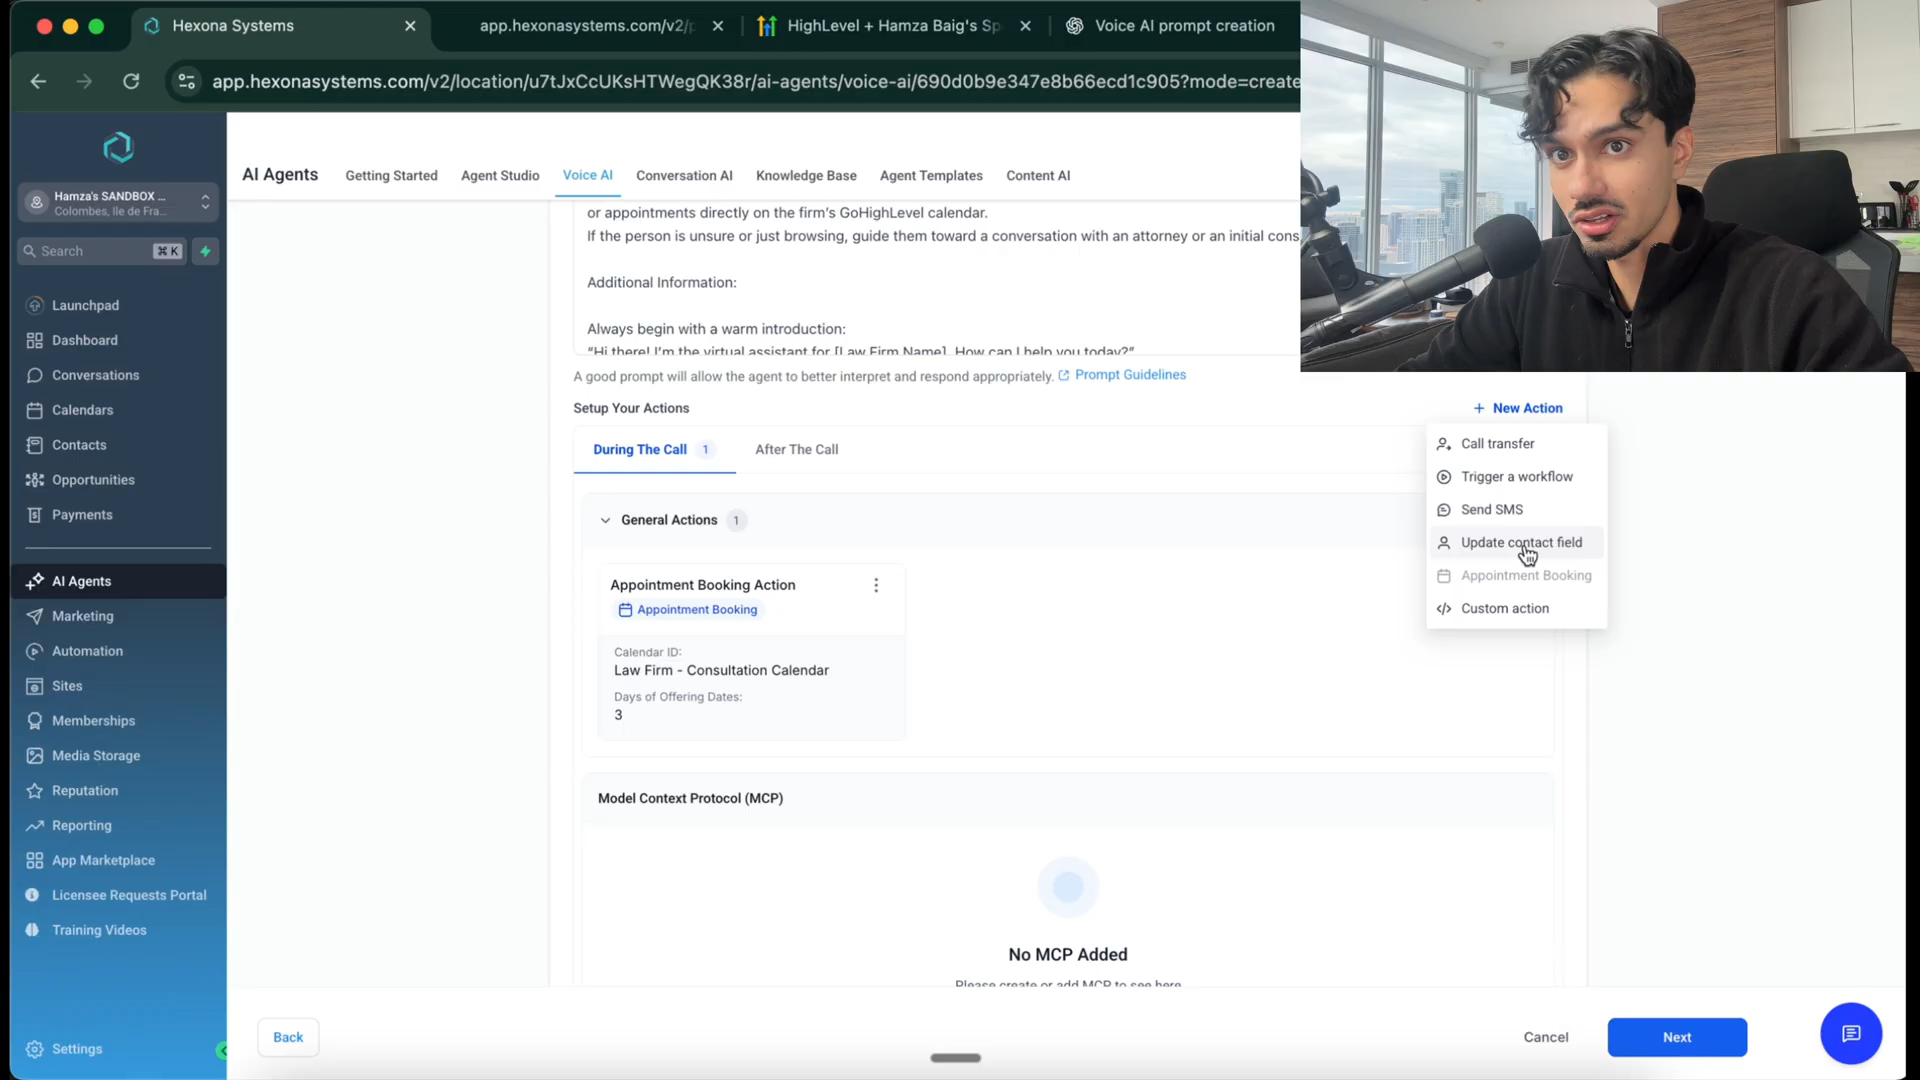 Hexona Systems
app.hexonasystems.com/v2/p
HighLevel + Hamza Baig's Sp
Voice AI prompt creation
app.hexonasystems.com/v2/location/u7tJxCcUKsHTWegQK38r/ai-agents/voice-ai/690d0b9e347e8b66ecd1c905?mode=create
Hamza's SANDBOX ...
Colombes, Ile de Fra...
Search
⌘ K
Launchpad
Dashboard
Conversations
Calendars
Contacts
Opportunities
Payments
AI Agents
Marketing
Automation
Sites
Memberships
Media Storage
Reputation
Reporting
App Marketplace
Licensee Requests Portal
Training Videos
Settings
AI Agents
Getting Started
Agent Studio
Voice AI
Conversation AI
Knowledge Base
Agent Templates
Content AI
or appointments directly on the firm's GoHighLevel calendar.
If the person is unsure or just browsing, guide them toward a conversation with an attorney or an initial cons
Additional Information:
Always begin with a warm introduction:
"Hi there! I'm the virtual assistant for [Law Firm Name]. How can I help you today?"
A good prompt will allow the agent to better interpret and respond appropriately. Prompt Guidelines
Setup Your Actions
+ New Action
During The Call 1
After The Call
Call transfer
Trigger a workflow
Send SMS
Update contact field
Appointment Booking
Custom action
General Actions 1
Appointment Booking Action
Appointment Booking
Calendar ID:
Law Firm - Consultation Calendar
Days of Offering Dates:
3
Model Context Protocol (MCP)
No MCP Added
Please create or add MCP to see here
Back
Cancel
Next